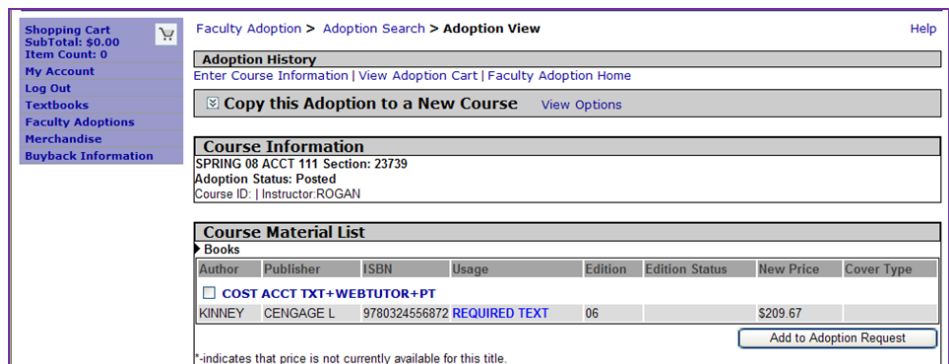 Shopping Cart
SubTotal: $0.00
Item Count: 0
My Account
Log Out
Textbooks
Faculty Adoptions
Merchandise
Buyback Information
Faculty Adoption > Adoption Search > Adoption View Help
Adoption History
Enter Course Information | View Adoption Cart | Faculty Adoption Home
Copy this Adoption to a New Course View Options
Course Information
SPRING 08 ACCT 111 Section: 23739
Adoption Status: Posted
Course ID: | Instructor:ROGAN
Course Material List
Books
Author Publisher ISBN Usage Edition Edition Status New Price Cover Type
COST ACCT TXT+WEBTUTOR+PT
KINNEY CENGAGE L 9780324556872 REQUIRED TEXT 06 $209.67
Add to Adoption Request
*-indicates that price is not currently available for this title.